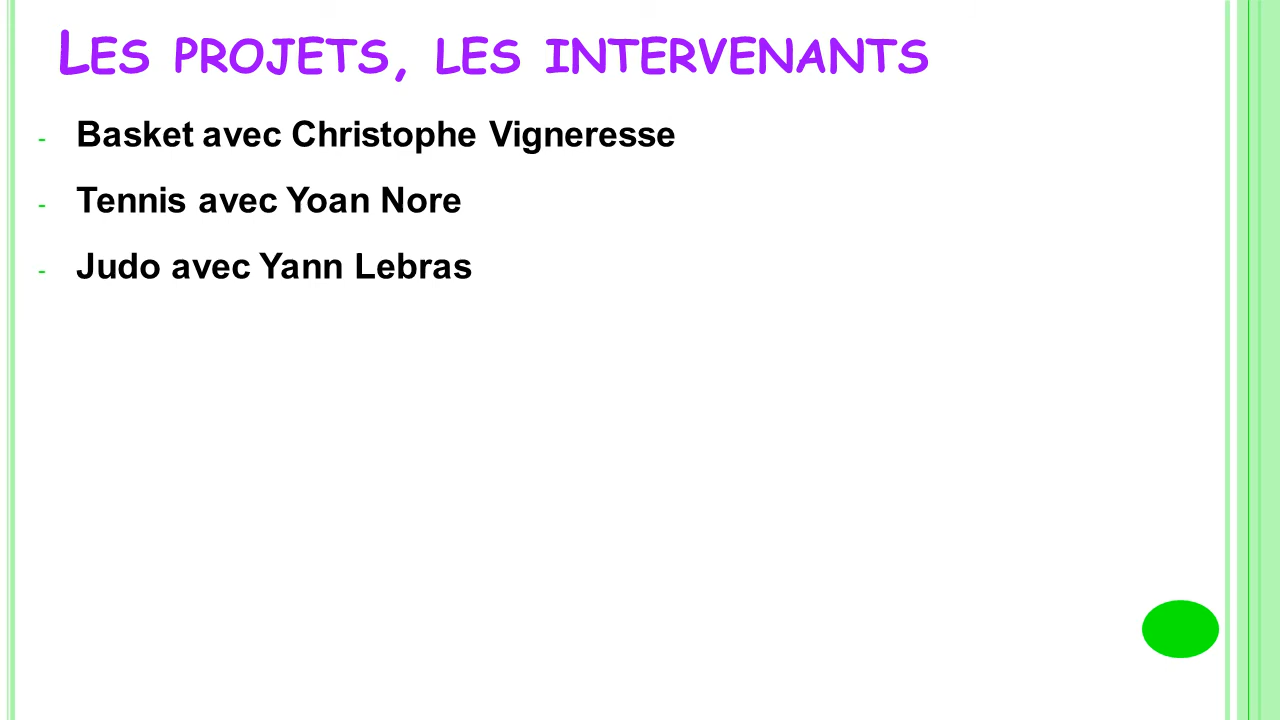 Les projets, les intervenants
- Basket avec Christophe Vigneresse
- Tennis avec Yoan Nore
- Judo avec Yann Lebras